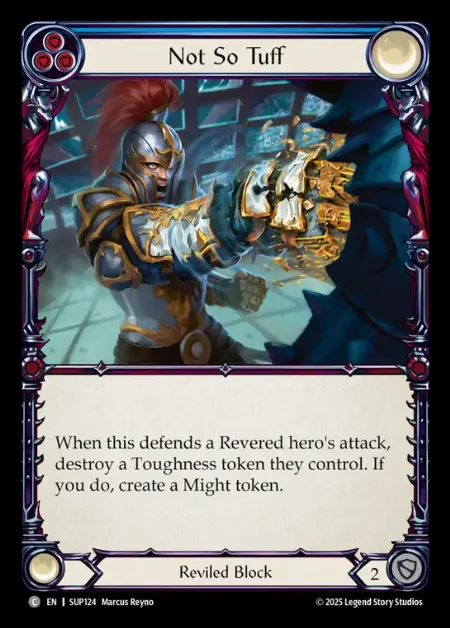 Not So Tuff
When this defends a Revered hero's attack,
destroy a Toughness token they control. If
you do, create a Might token.
Reviled Block
2
C EN | SUP124 Marcus Reyno
© 2025 Legend Story Studios